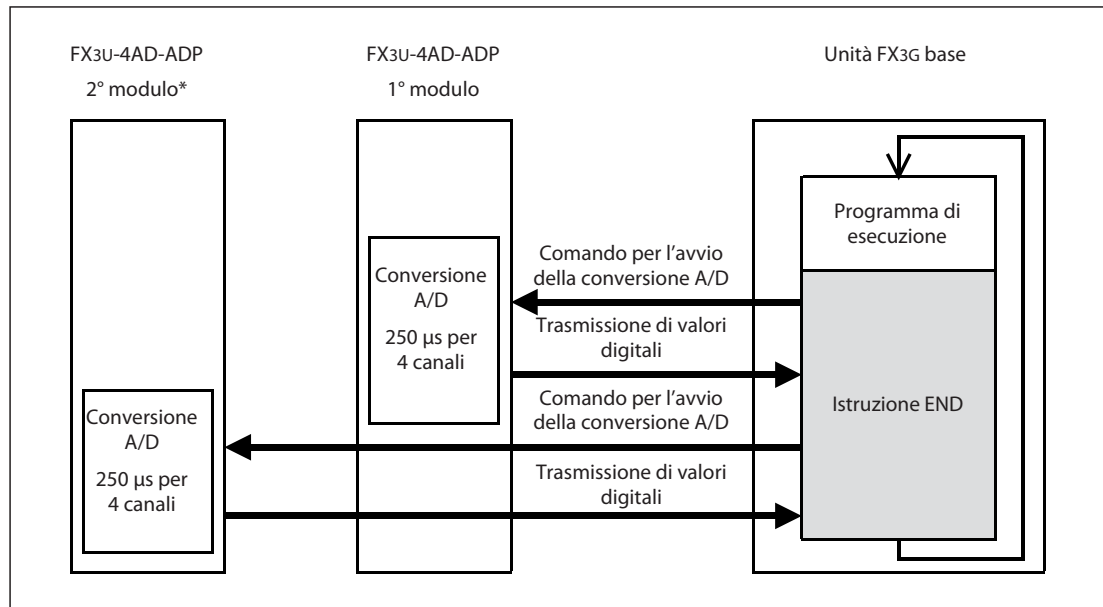 FX3U-4AD-ADP
2° modulo*
FX3U-4AD-ADP
1° modulo
Unità FX3G base
Programma di
esecuzione
Istruzione END
Conversione
A/D
250 μs per
4 canali
Comando per l'avvio
della conversione A/D
Trasmissione di valori
digitali
Comando per l'avvio
della conversione A/D
Trasmissione di valori
digitali
Conversione
A/D
250 μs per
4 canali